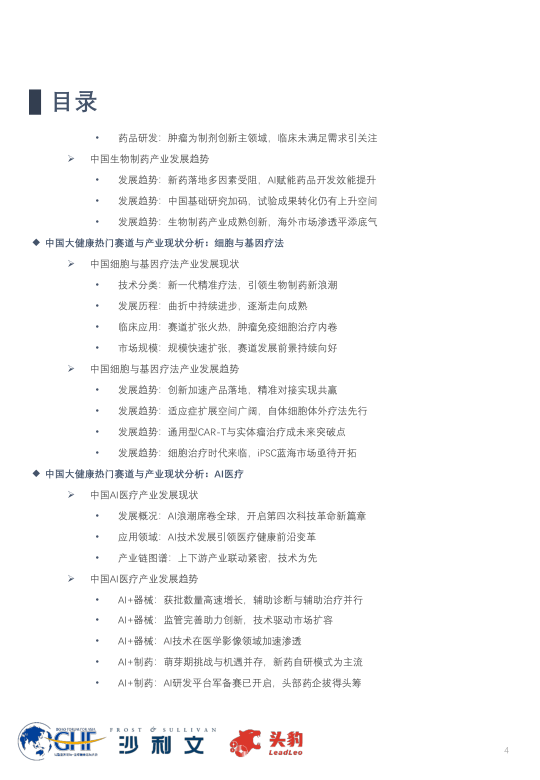 目录
• 药品研发：肿瘤为制剂创新主领域，临床未满足需求引关注
➢ 中国生物制药产业发展趋势
• 发展趋势：新药落地多因素受阻，AI赋能药品开发效能提升
• 发展趋势：中国基础研究加码，试验成果转化仍有上升空间
• 发展趋势：生物制药产业成熟创新，海外市场渗透平添底气
◆ 中国大健康热门赛道与产业现状分析：细胞与基因疗法
➢ 中国细胞与基因疗法产业发展现状
• 技术分类：新一代精准疗法，引领生物制药新浪潮
• 发展历程：曲折中持续进步，逐渐走向成熟
• 临床应用：赛道扩张火热，肿瘤免疫细胞治疗内卷
• 市场规模：规模快速扩张，赛道发展前景持续向好
➢ 中国细胞与基因疗法产业发展趋势
• 发展趋势：创新加速产品落地，精准对接实现共赢
• 发展趋势：适应症扩展空间广阔，自体细胞体外疗法先行
• 发展趋势：通用型CAR-T与实体瘤治疗成未来突破点
• 发展趋势：细胞治疗时代来临，iPSC蓝海市场亟待开拓
◆ 中国大健康热门赛道与产业现状分析：AI医疗
➢ 中国AI医疗产业发展现状
• 发展概况：AI浪潮席卷全球，开启第四次科技革命新篇章
• 应用领域：AI技术发展引领医疗健康前沿变革
• 产业链图谱：上下游产业联动紧密，技术为先
➢ 中国AI医疗产业发展趋势
• AI+器械：获批数量高速增长，辅助诊断与辅助治疗并行
• AI+器械：监管完善助力创新，技术驱动市场扩容
• AI+器械：AI技术在医学影像领域加速渗透
• AI+制药：萌芽期挑战与机遇并存，新药自研模式为主流
• AI+制药：AI研发平台军备赛已开启，头部药企拔得头筹
GHF
FROST & SULLIVAN
沙利文
头豹
LeadLeo
4